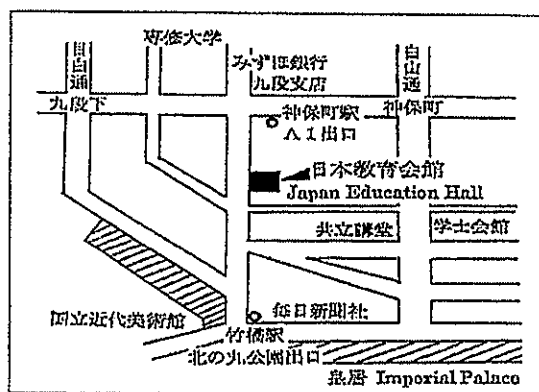 専修大学
目白通
みずほ銀行
九段支店
白山通
九段下
神保町駅
A1出口
神保町
日本教育会館
Japan Education Hall
共立講堂
学士会館
国立近代美術館
毎日新聞社
竹橋駅
北の丸公園出口
皇居 Imporial Palaco